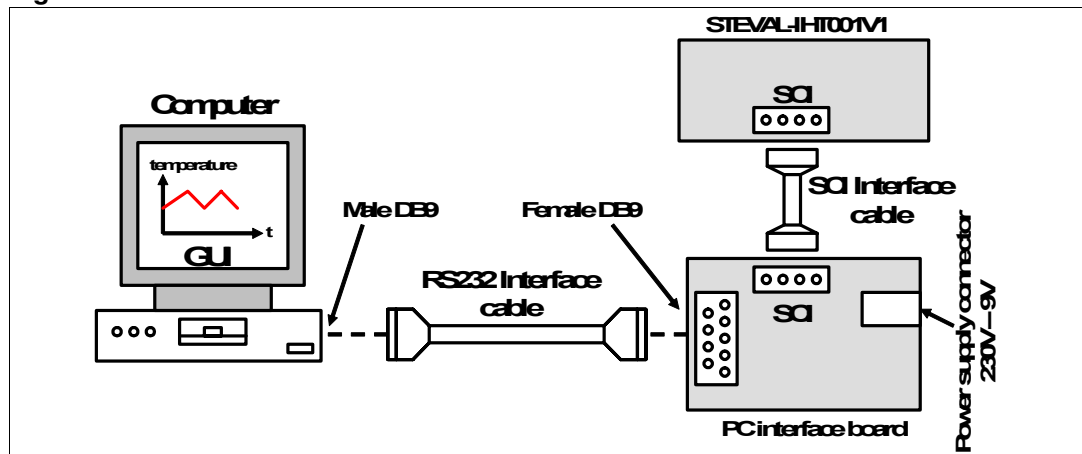 STEVAL-IHT001V1
SCI
Computer
temperature
t
GUI
Male DB9
Female DB9
SCI Interface
cable
RS232 Interface
cable
SCI
Power supply connector
230V – 9V
PC interface board